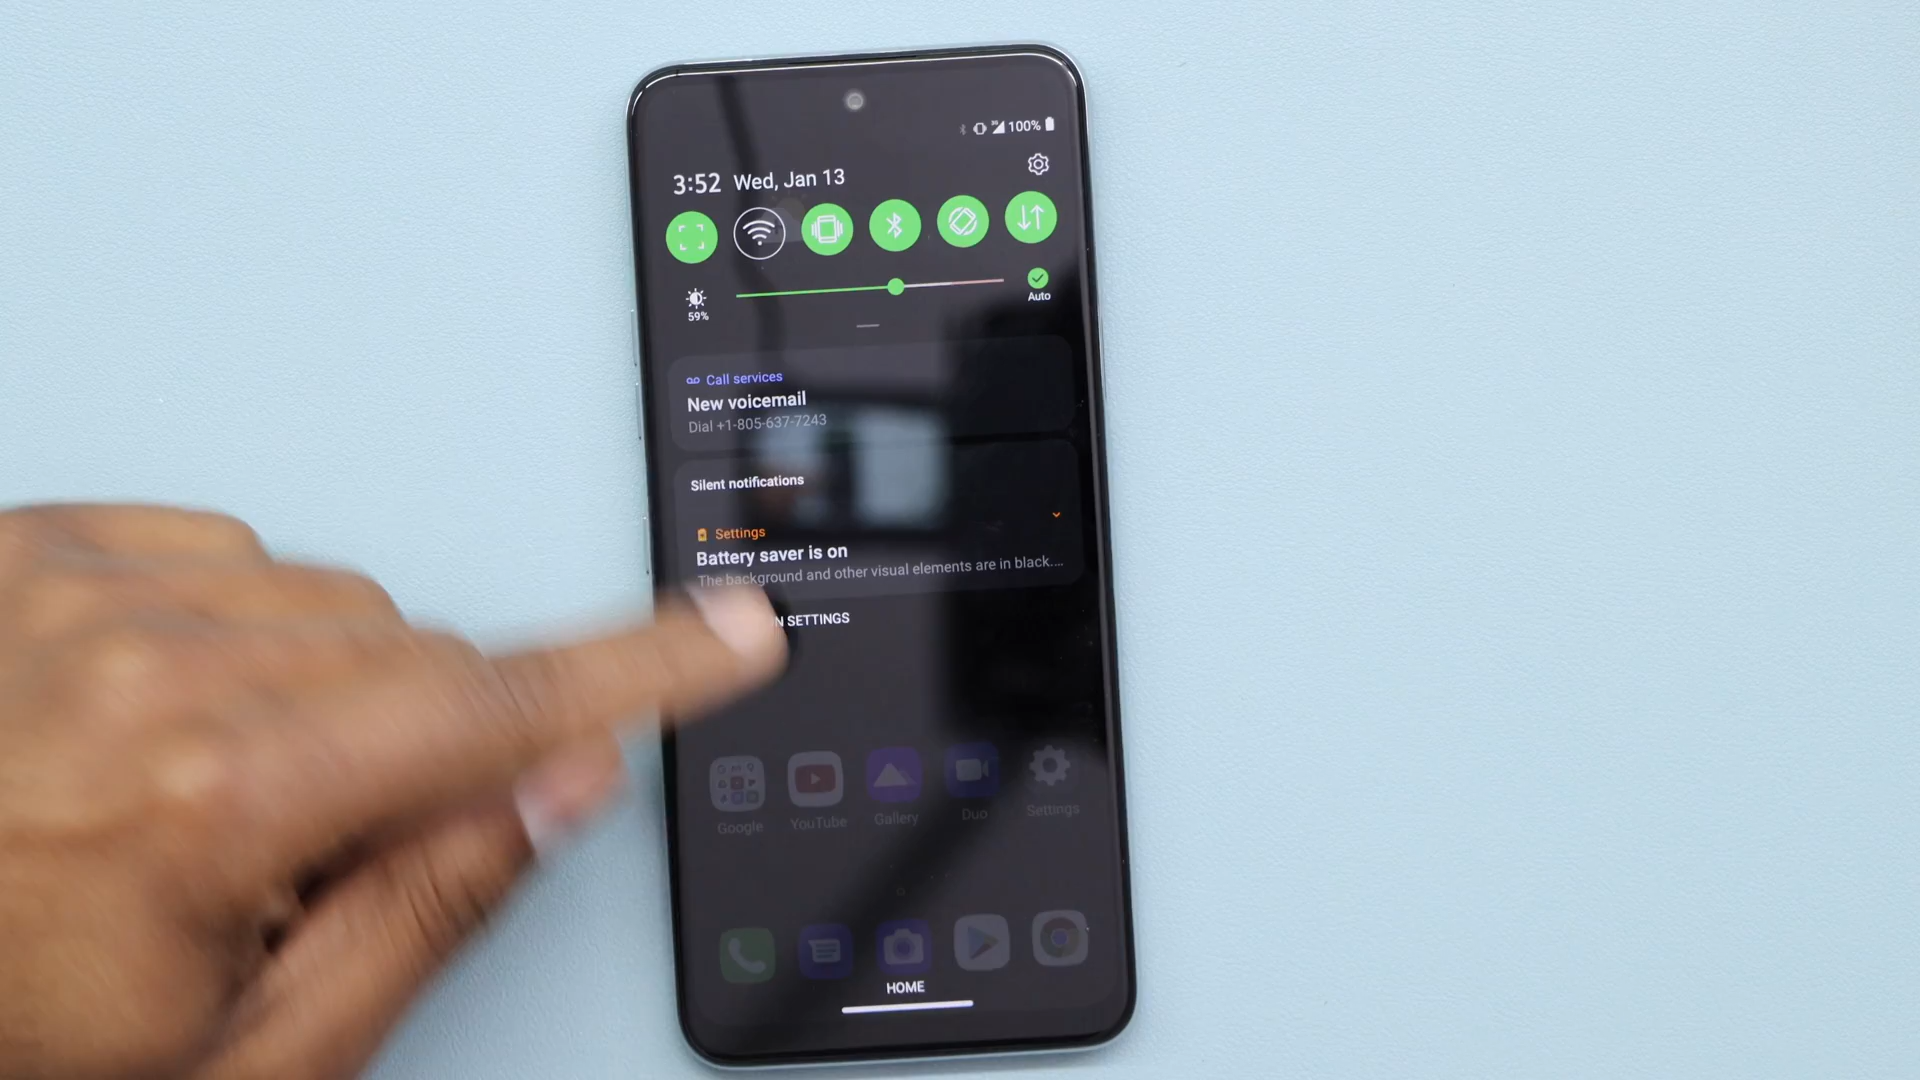 100%
3:52 Wed, Jan 13
59%
Auto
Call services
New voicemail
Dial +1-805-637-7243
Silent notifications
Settings
Battery saver is on
The background and other visual elements are in black....
N SETTINGS
Google YouTube Gallery Duo Settings
HOME